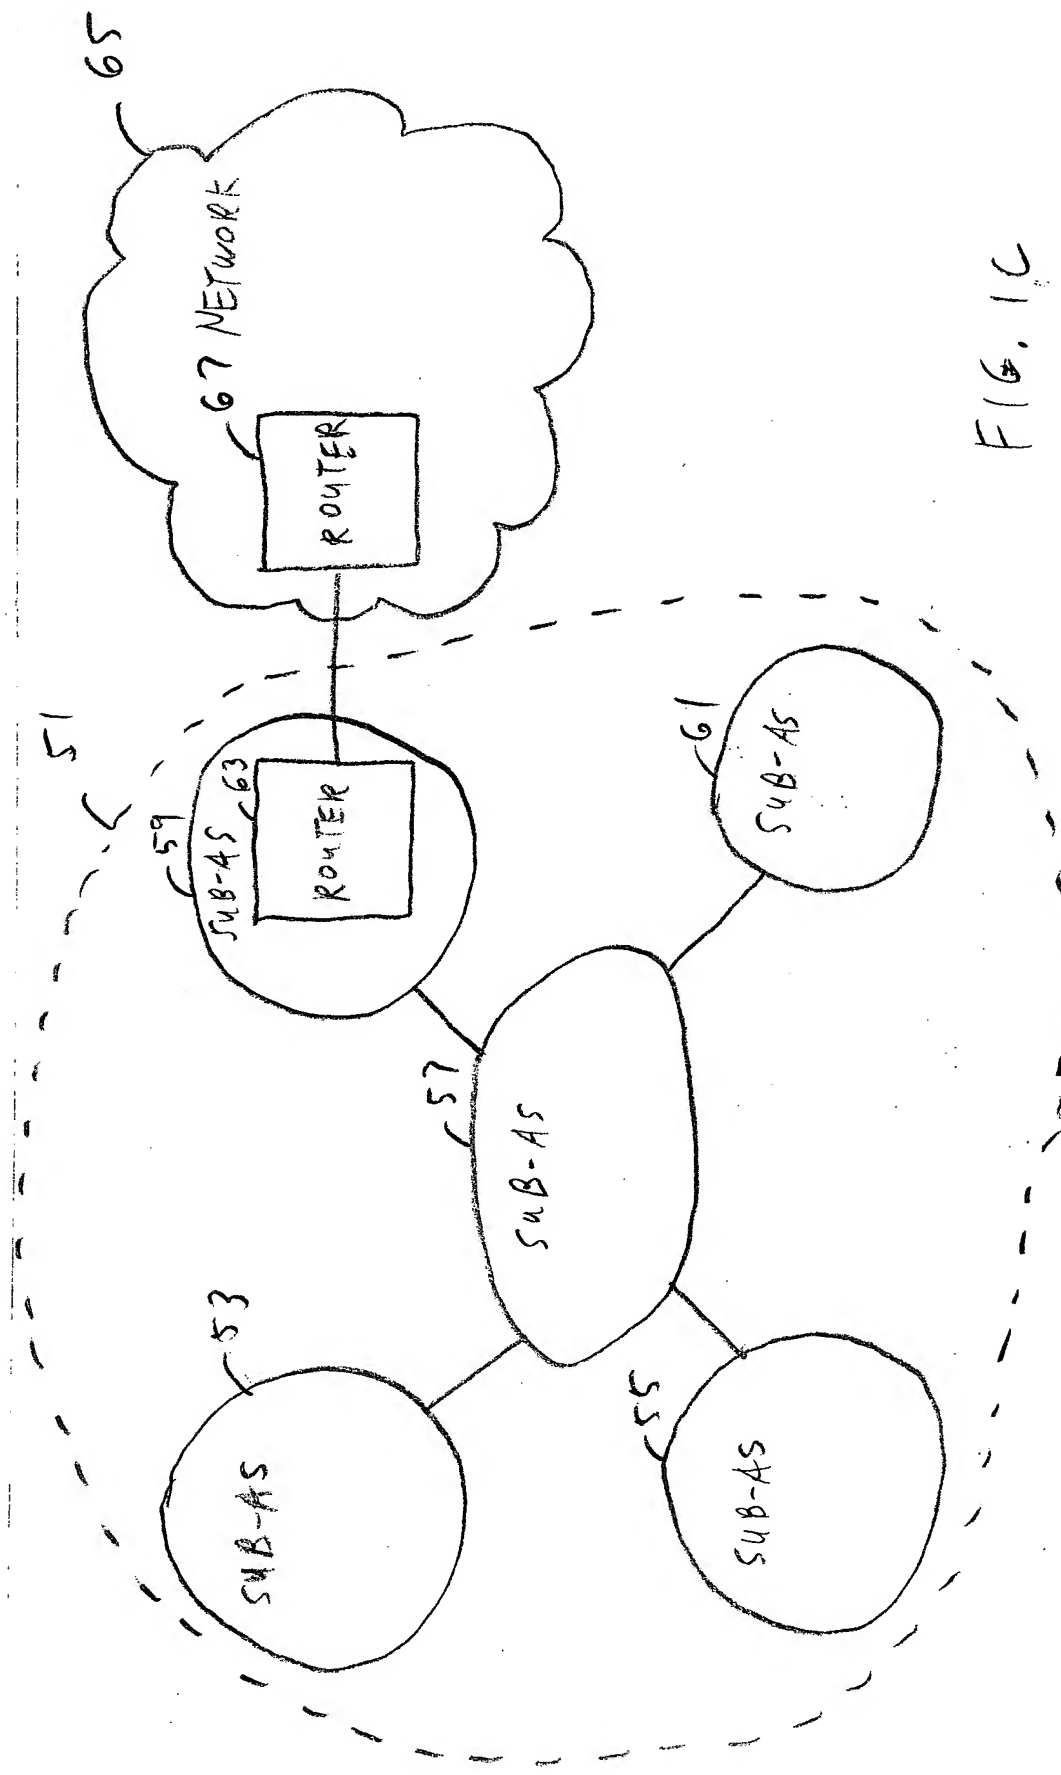 65
67 NETWORK
ROUTER
51
59
SUB-AS
63
ROUTER
61
SUB-AS
57
SUB-AS
53
SUB-AS
55
SUB-AS
FIG. 1C